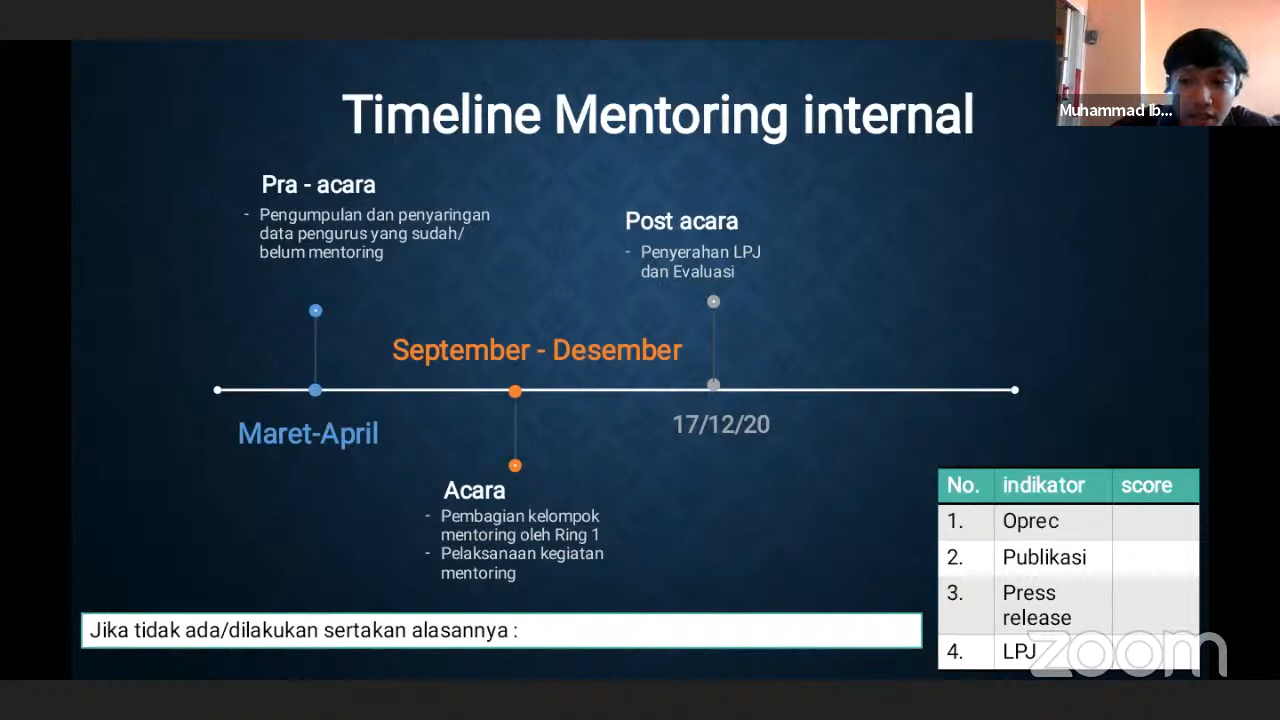 Timeline Mentoring internal
Muhammad Ib...
Pra - acara
- Pengumpulan dan penyaringan
data pengurus yang sudah/
belum mentoring
Post acara
- Penyerahan LPJ
dan Evaluasi
September - Desember
Maret-April
17/12/20
Acara
- Pembagian kelompok
mentoring oleh Ring 1
- Pelaksanaan kegiatan
mentoring
No. indikator score
1. Oprec
2. Publikasi
3. Press
release
4. LPJ
Jika tidak ada/dilakukan sertakan alasannya :
zoom